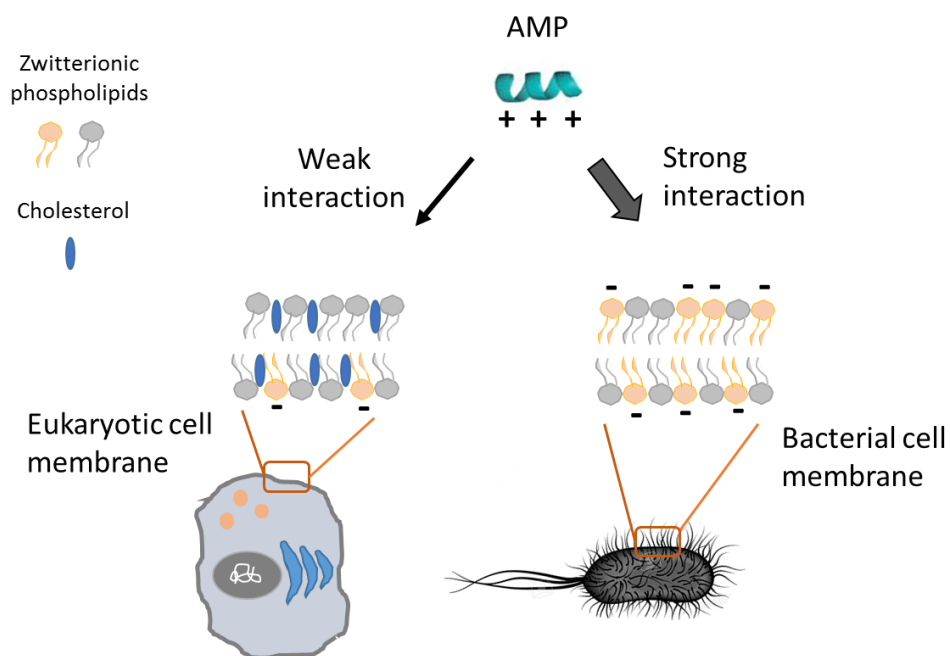 AMP
+ + +
Zwitterionic
phospholipids
Cholesterol
Weak
interaction
Strong
interaction
- - - -
- -
- - -
Eukaryotic cell
membrane
Bacterial cell
membrane